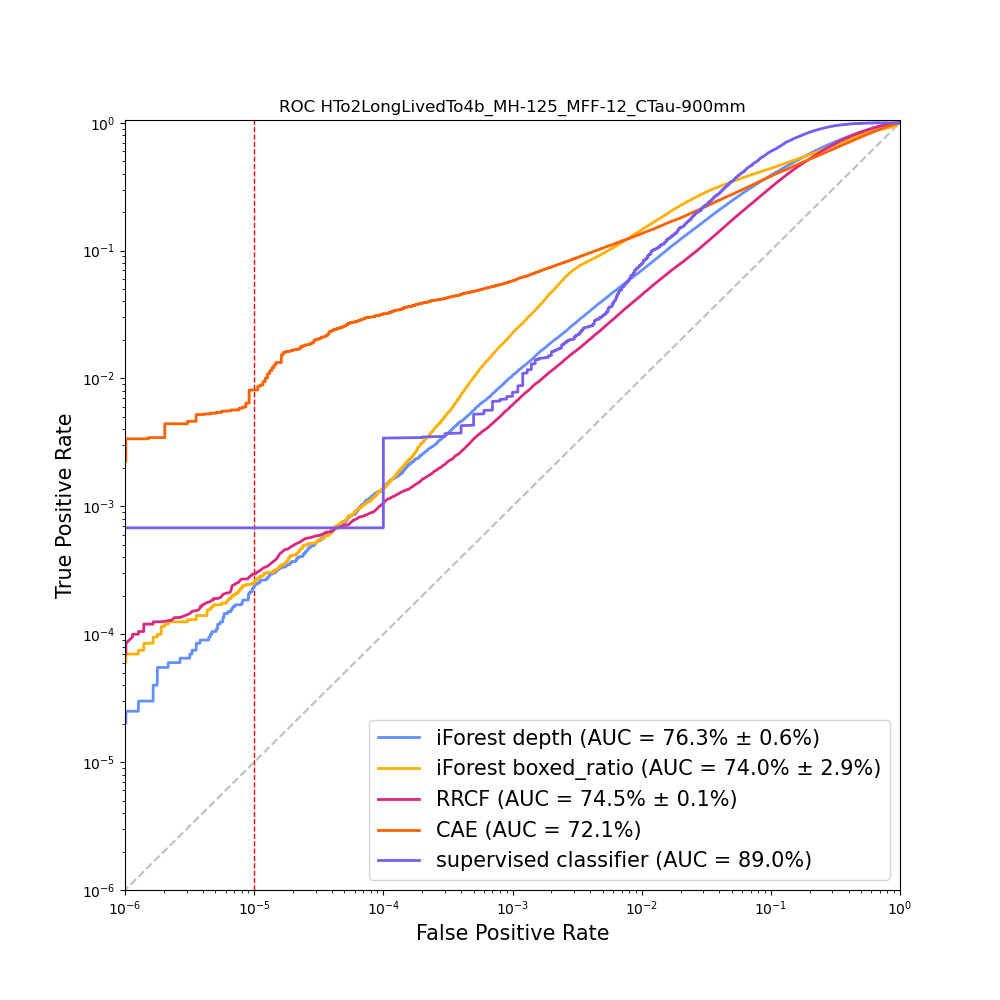 ROC HTo2LongLivedTo4b_MH-125_MFF-12_CTau-900mm
True Positive Rate
10⁰
10⁻¹
10⁻²
10⁻³
10⁻⁴
10⁻⁵
10⁻⁶
iForest depth (AUC = 76.3% ± 0.6%)
iForest boxed_ratio (AUC = 74.0% ± 2.9%)
RRCF (AUC = 74.5% ± 0.1%)
CAE (AUC = 72.1%)
supervised classifier (AUC = 89.0%)
10⁻⁶ 10⁻⁵ 10⁻⁴ 10⁻³ 10⁻² 10⁻¹ 10⁰
False Positive Rate